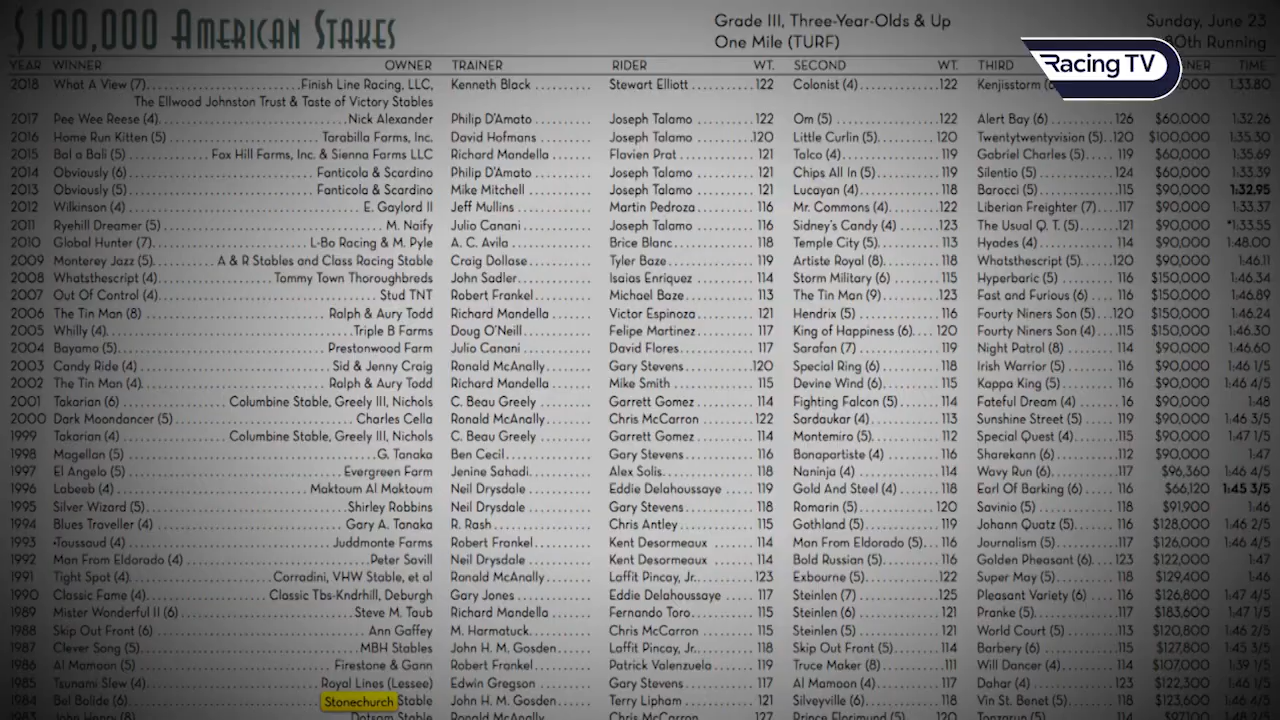 $100,000 AMERICAN STAKES
Grade III, Three-Year-Olds & Up
Sunday, June 23
One Mile (TURF)
80th Running
Racing TV
YEAR WINNER OWNER TRAINER RIDER WT. SECOND WT. THIRD TIME
2018 What A View (7) Finish Line Racing, LLC, Kenneth Black Stewart Elliott 122 Colonist (4) 122 Kenjisstorm 1:33.80
The Ellwood Johnston Trust & Taste of Victory Stables
2017 Pee Wee Reese (4) Nick Alexander Philip D'Amato Joseph Talamo 122 Om (5) 122 Alert Bay (6) 126 $60,000 1:32.26
2016 Home Run Kitten (5) Tarabilla Farms, Inc. David Hofmans Joseph Talamo 120 Little Curlin (5) 120 Twentytwentyvision (5) 120 $100,000 1:35.30
2015 Bal a Bali (5) Fox Hill Farms, Inc. & Sienna Farms LLC Richard Mandella Flavien Prat 121 Talco (4) 119 Gabriel Charles (5) 119 $60,000 1:35.69
2014 Obviously (6) Fanticola & Scardino Philip D'Amato Joseph Talamo 121 Chips All In (5) 119 Silentio (5) 124 $60,000 1:33.39
2013 Obviously (5) Fanticola & Scardino Mike Mitchell Joseph Talamo 121 Lucayan (4) 118 Barocci (5) 115 $90,000 1:32.95
2012 Wilkinson (4) E. Gaylord II Jeff Mullins Martin Pedroza 116 Mr. Commons (4) 122 Liberian Freighter (7) 117 $90,000 1:33.37
2011 Ryehill Dreamer (5) M. Naify Julio Canani Joseph Talamo 116 Sidney's Candy (4) 123 The Usual Q. T. (5) 121 $90,000 *1:33.55
2010 Global Hunter (7) L-Bo Racing & M. Pyle A. C. Avila Brice Blanc 118 Temple City (5) 113 Hyades (4) 114 $90,000 1:48.00
2009 Monterey Jazz (5) A & R Stables and Class Racing Stable Craig Dollase Tyler Baze 119 Artiste Royal (8) 118 Whatsthescript (5) 120 $90,000 1:46.11
2008 Whatsthescript (4) Tommy Town Thoroughbreds John Sadler Isaias Enriquez 114 Storm Military (6) 115 Hyperbaric (5) 116 $150,000 1:46.34
2007 Out Of Control (4) Stud TNT Robert Frankel Michael Baze 113 The Tin Man (9) 123 Fast and Furious (6) 116 $150,000 1:46.89
2006 The Tin Man (8) Ralph & Aury Todd Richard Mandella Victor Espinoza 121 Hendrix (5) 116 Fourty Niners Son (5) 120 $150,000 1:46.24
2005 Whilly (4) Triple B Farms Doug O'Neill Felipe Martinez 117 King of Happiness (6) 120 Fourty Niners Son (4) 115 $150,000 1:46.30
2004 Bayamo (5) Prestonwood Farm Julio Canani David Flores 117 Sarafan (7) 119 Night Patrol (8) 114 $90,000 1:46.60
2003 Candy Ride (4) Sid & Jenny Craig Ronald McAnally Gary Stevens 120 Special Ring (6) 118 Irish Warrior (5) 116 $90,000 1:46 1/5
2002 The Tin Man (4) Ralph & Aury Todd Richard Mandella Mike Smith 115 Devine Wind (6) 115 Kappa King (5) 116 $90,000 1:46 4/5
2001 Takarian (6) Columbine Stable, Greely III, Nichols C. Beau Greely Garrett Gomez 114 Fighting Falcon (5) 114 Fateful Dream (4) 16 $90,000 1:48
2000 Dark Moondancer (5) Charles Cella Ronald McAnally Chris McCarron 122 Sardaukar (4) 113 Sunshine Street (5) 119 $90,000 1:46 3/5
1999 Takarian (4) Columbine Stable, Greely III, Nichols C. Beau Greely Garrett Gomez 114 Montemiro (5) 112 Special Quest (4) 115 $90,000 1:47 1/5
1998 Magellan (5) G. Tanaka Ben Cecil Gary Stevens 116 Bonapartiste (4) 116 Sharekann (6) 112 $90,000 1:47
1997 El Angelo (5) Evergreen Farm Jenine Sahadi Alex Solis 118 Naninja (4) 114 Wavy Run (6) 117 $96,360 1:46 4/5
1996 Labeeb (4) Maktoum Al Maktoum Neil Drysdale Eddie Delahoussaye 119 Gold And Steel (4) 118 Earl Of Barking (6) 116 $66,120 1:45 3/5
1995 Silver Wizard (5) Shirley Robbins Neil Drysdale Gary Stevens 118 Romarin (5) 120 Savinio (5) 118 $91,900 1:46
1994 Blues Traveller (4) Gary A. Tanaka R. Rash Chris Antley 115 Gothland (5) 119 Johann Quatz (5) 116 $128,000 1:46 2/5
1993 •Toussaud (4) Juddmonte Farms Robert Frankel Kent Desormeaux 114 Man From Eldorado (5) 116 Journalism (5) 117 $126,000 1:46 4/5
1992 Man From Eldorado (4) Peter Savill Neil Drysdale Kent Desormeaux 114 Bold Russian (5) 116 Golden Pheasant (6) 123 $122,000 1:47
1991 Tight Spot (4) Corradini, VHW Stable, et al Ronald McAnally Laffit Pincay, Jr. 123 Exbourne (5) 122 Super May (5) 118 $129,400 1:46
1990 Classic Fame (4) Classic Tbs-Kndrhill, Deburgh Gary Jones Eddie Delahoussaye 117 Steinlen (7) 125 Pleasant Variety (6) 116 $126,800 1:47 4/5
1989 Mister Wonderful II (6) Steve M. Taub Richard Mandella Fernando Toro 115 Steinlen (6) 121 Pranke (5) 117 $183,600 1:47 1/5
1988 Skip Out Front (6) Ann Gaffey M. Harmatuck Chris McCarron 115 Steinlen (5) 121 World Court (5) 113 $120,800 1:46 2/5
1987 Clever Song (5) MBH Stables John H. M. Gosden Laffit Pincay, Jr. 118 Skip Out Front (5) 114 Barbery (6) 115 $127,800 1:45 3/5
1986 Al Mamoon (5) Firestone & Gann Robert Frankel Patrick Valenzuela 119 Truce Maker (8) 111 Will Dancer (4) 114 $107,000 1:39 1/5
1985 Tsunami Slew (4) Royal Lines (Lessee) Edwin Gregson Gary Stevens 117 Al Mamoon (4) 117 Dahar (4) 123 $122,300 1:46 1/5
1984 Bel Bolide (6) Stonechurch Stable John H. M. Gosden Terry Lipham 121 Silveyville (6) 118 Vin St. Benet (5) 118 $123,600 1:46 4/5
1983 John Henry (8) Dotsam Stable Ronald McAnally Chris McCarron 127 Prince Florimund (5) 120